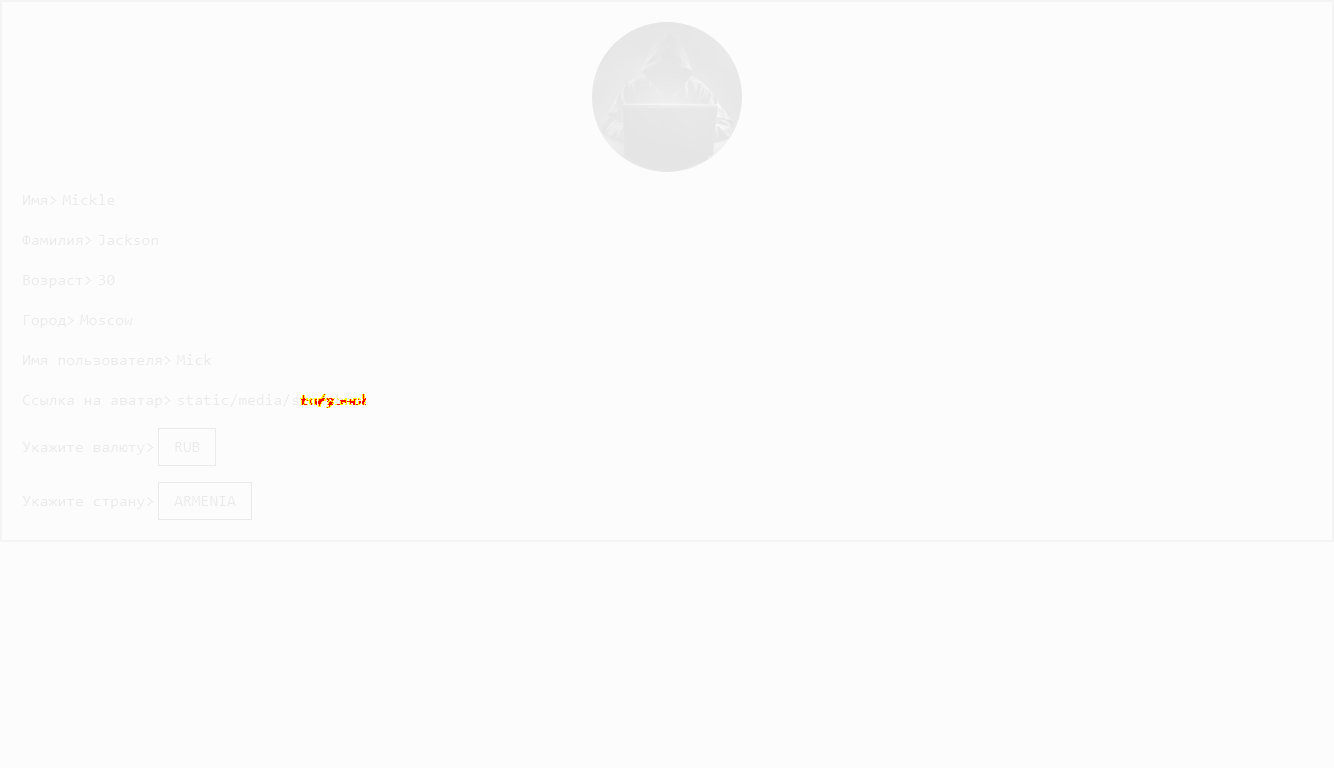 Имя> Mickle
Фамилия> Jackson
Возраст> 30
Город> Moscow
Имя пользователя> Mick
Ссылка на аватар> static/media/
Укажите валюту> RUB
Укажите страну> ARMENIA